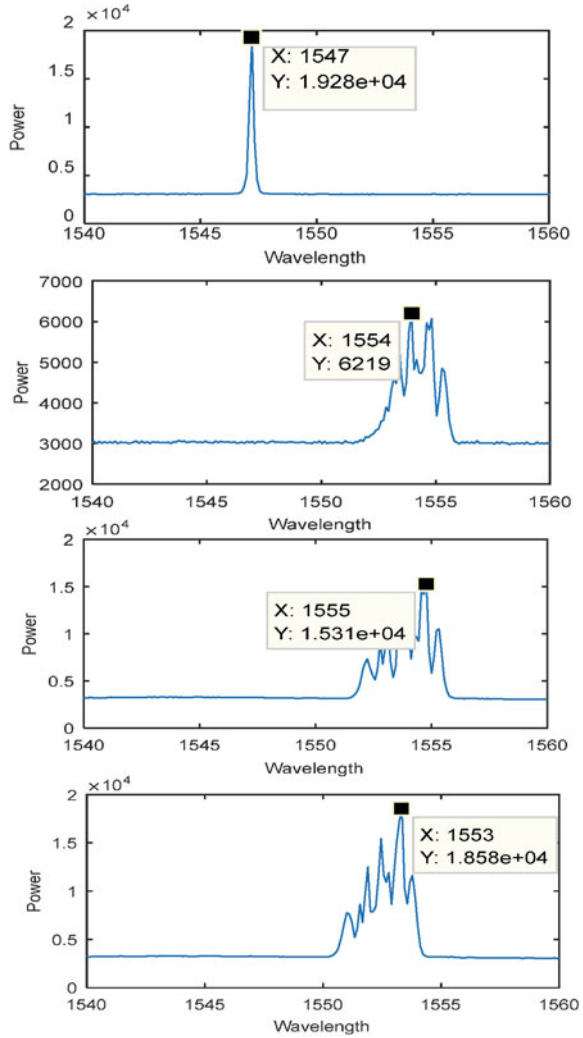 ×10⁴
2
1.5
1
0.5
0
Power
X: 1547
Y: 1.928e+04
1540 1545 1550 1555 1560
Wavelength
7000
6000
5000
4000
3000
2000
Power
X: 1554
Y: 6219
1540 1545 1550 1555 1560
Wavelength
×10⁴
2
1.5
1
0.5
0
Power
X: 1555
Y: 1.531e+04
1540 1545 1550 1555 1560
Wavelength
×10⁴
2
1.5
1
0.5
0
Power
X: 1553
Y: 1.858e+04
1540 1545 1550 1555 1560
Wavelength